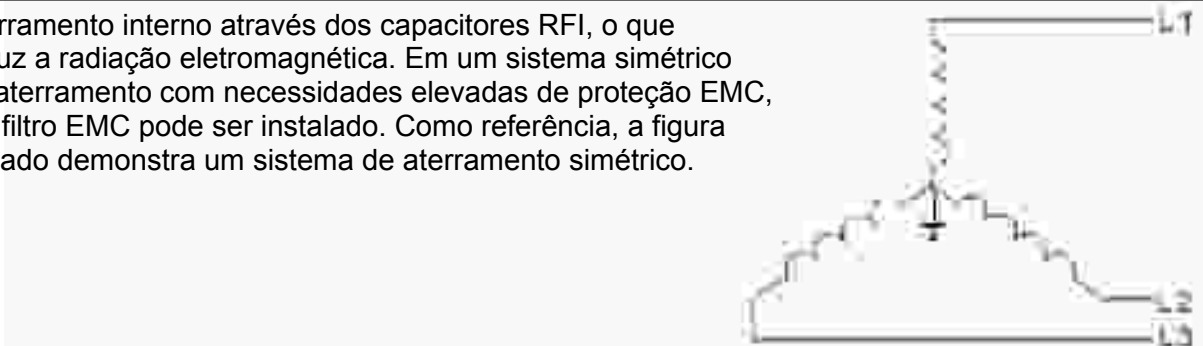 rramento interno através dos capacitores RFI, o que
uz a radiação eletromagnética. Em um sistema simétrico
aterramento com necessidades elevadas de proteção EMC,
filtro EMC pode ser instalado. Como referência, a figura
ado demonstra um sistema de aterramento simétrico.
L1
L2
L3